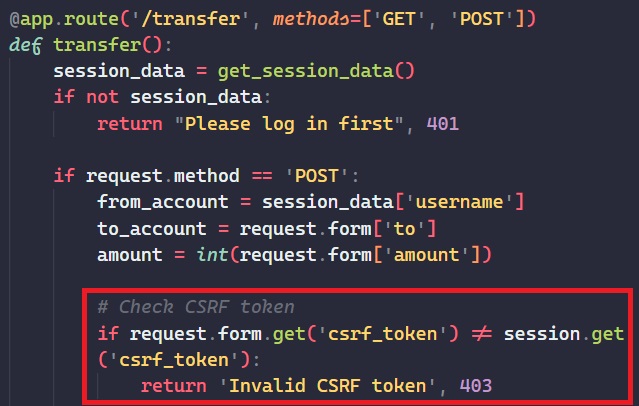 @app.route('/transfer', methods=['GET', 'POST'])
def transfer():
    session_data = get_session_data()
    if not session_data:
        return "Please log in first", 401

    if request.method == 'POST':
        from_account = session_data['username']
        to_account = request.form['to']
        amount = int(request.form['amount'])

        # Check CSRF token
        if request.form.get('csrf_token') != session.get
        ('csrf_token'):
            return 'Invalid CSRF token', 403